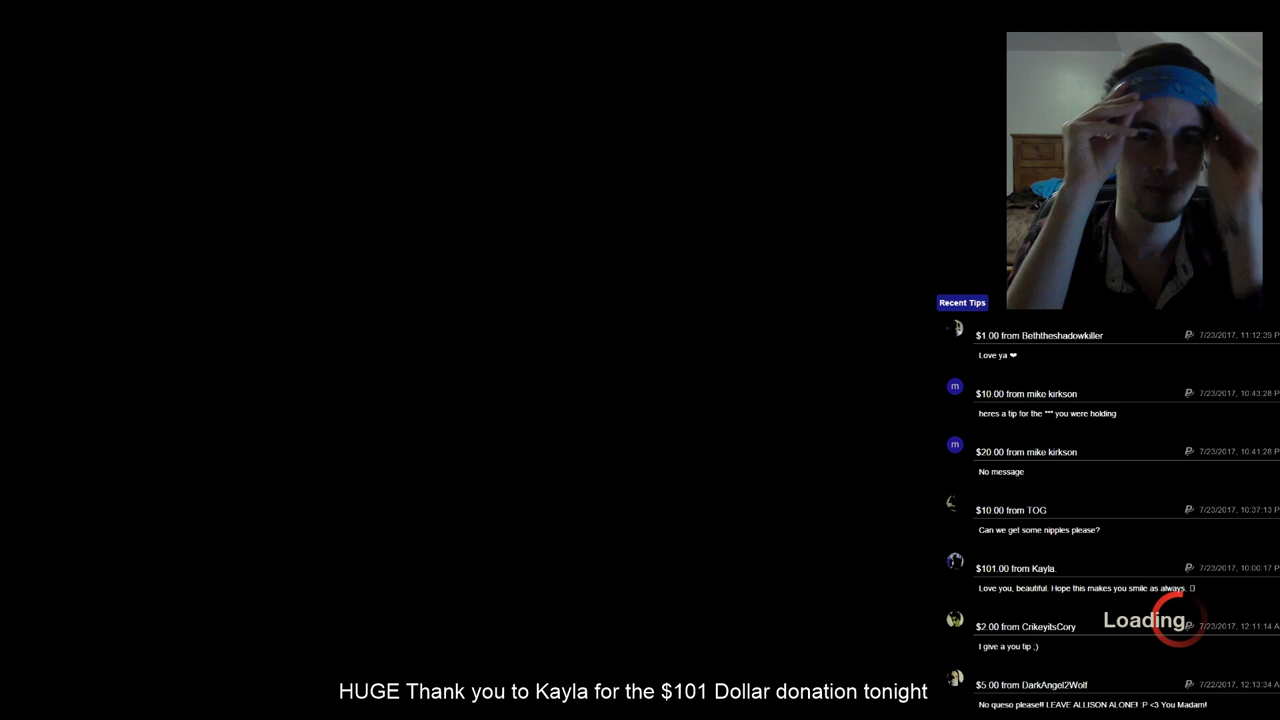 Recent Tips
$1.00 from Beththeshadowkiller 7/23/2017, 11:12:39 P
Love ya ❤
m
$10.00 from mike kirkson 7/23/2017, 10:43:28 P
heres a tip for the *** you were holding
m
$20.00 from mike kirkson 7/23/2017, 10:41:28 P
No message
$10.00 from TOG 7/23/2017, 10:37:13 P
Can we get some nipples please?
$101.00 from Kayla. 7/23/2017, 10:00:17 P
Love you, beautiful. Hope this makes you smile as always.
Loading
$2.00 from CrikeyitsCory 7/23/2017, 12:11:14 A
I give a you tip ;)
$5.00 from DarkAngel2Wolf 7/22/2017, 12:13:34 A
No queso please!! LEAVE ALLISON ALONE! :P <3 You Madam!
HUGE Thank you to Kayla for the $101 Dollar donation tonight